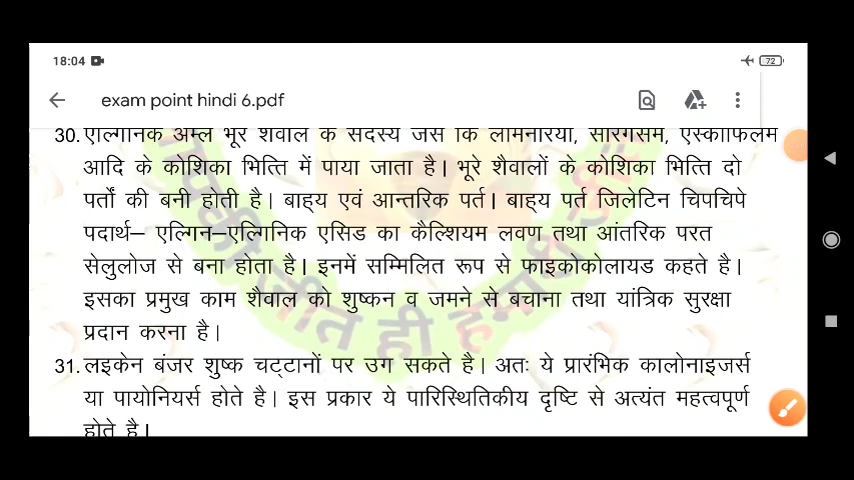 18:04
72
exam point hindi 6.pdf
30. एल्गिनिक अम्ल भूरे शैवाल के सदस्य जैसे कि लामिनेरिया, सारगेसम, एस्कोफिलम
आदि के कोशिका भित्ति में पाया जाता है। भूरे शैवालों के कोशिका भित्ति दो
पर्तों की बनी होती है। बाह्य एवं आन्तरिक पर्त। बाह्य पर्त जिलेटिन चिपचिपे
पदार्थ– एल्गिन–एल्गिनिक एसिड का कैल्शियम लवण तथा आंतरिक परत
सेलुलोज से बना होता है। इनमें सम्मिलित रूप से फाइकोकोलायड कहते है।
इसका प्रमुख काम शैवाल को शुष्कन व जमने से बचाना तथा यांत्रिक सुरक्षा
प्रदान करना है।
31. लइकेन बंजर शुष्क चट्टानों पर उग सकते है। अतः ये प्रारंभिक कालोनाइजर्स
या पायोनियर्स होते है। इस प्रकार ये पारिस्थितिकीय दृष्टि से अत्यंत महत्वपूर्ण
होते है।